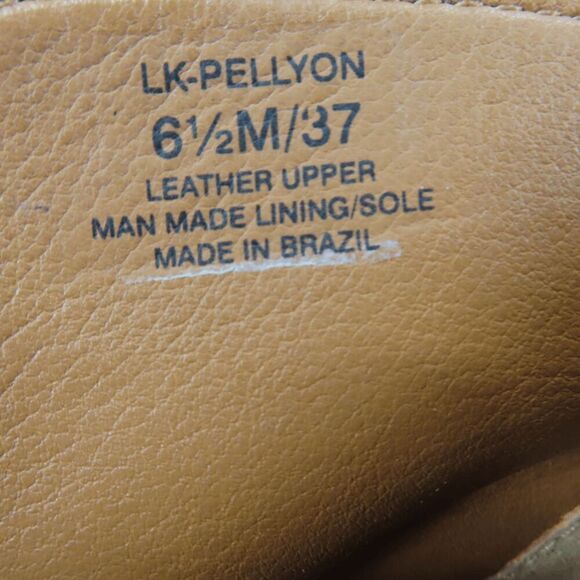 LK-PELLYON
6½M/37
LEATHER UPPER
MAN MADE LINING/SOLE
MADE IN BRAZIL